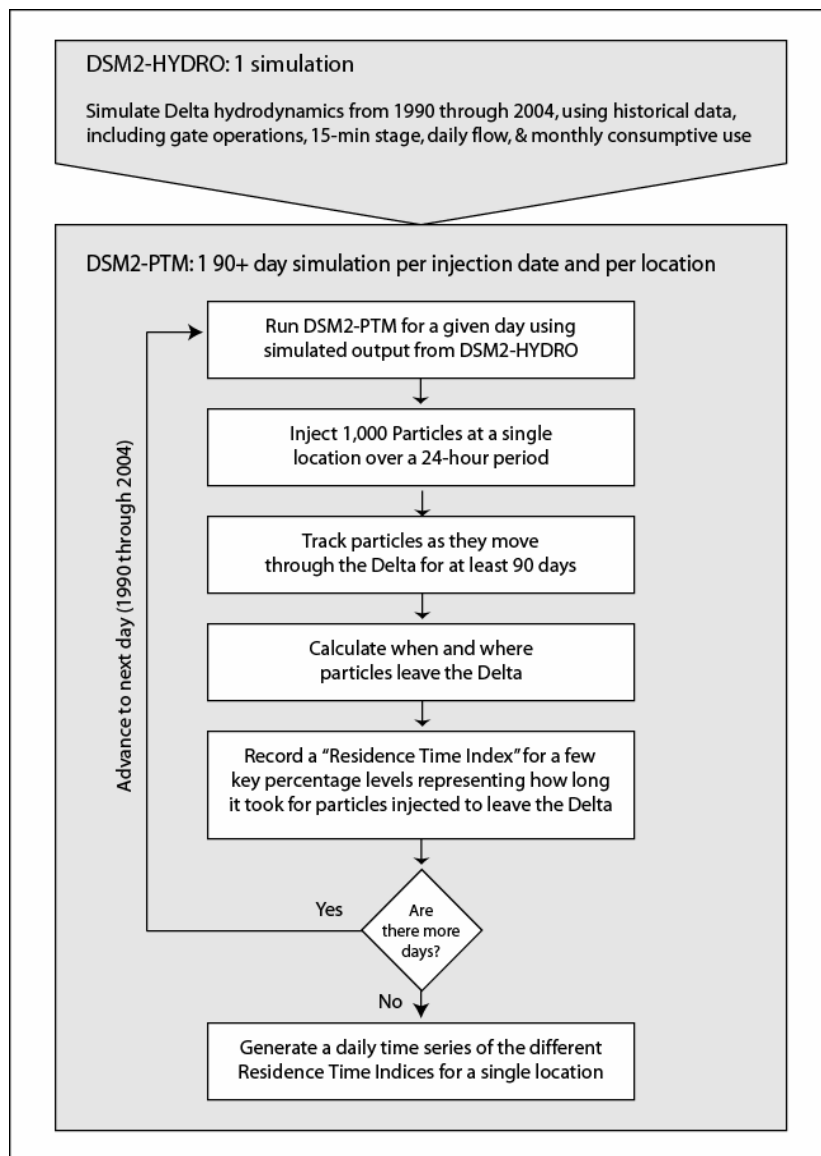 DSM2-HYDRO: 1 simulation
Simulate Delta hydrodynamics from 1990 through 2004, using historical data,
including gate operations, 15-min stage, daily flow, & monthly consumptive use
DSM2-PTM: 1 90+ day simulation per injection date and per location
Run DSM2-PTM for a given day using
simulated output from DSM2-HYDRO
Inject 1,000 Particles at a single
location over a 24-hour period
Track particles as they move
through the Delta for at least 90 days
Calculate when and where
particles leave the Delta
Record a “Residence Time Index” for a few
key percentage levels representing how long
it took for particles injected to leave the Delta
Advance to next day (1990 through 2004)
Yes
Are
there more
days?
No
Generate a daily time series of the different
Residence Time Indices for a single location